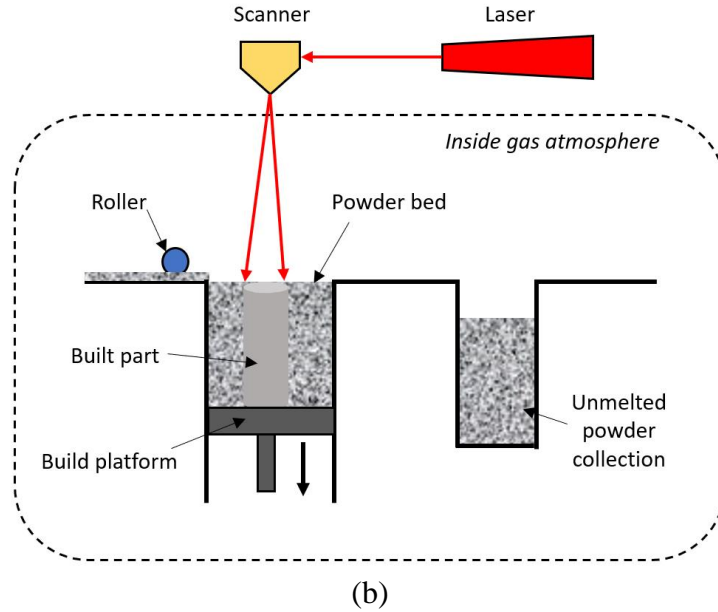 Scanner
Laser
Inside gas atmosphere
Roller
Powder bed
Built part
Build platform
Unmelted
powder
collection
(b)